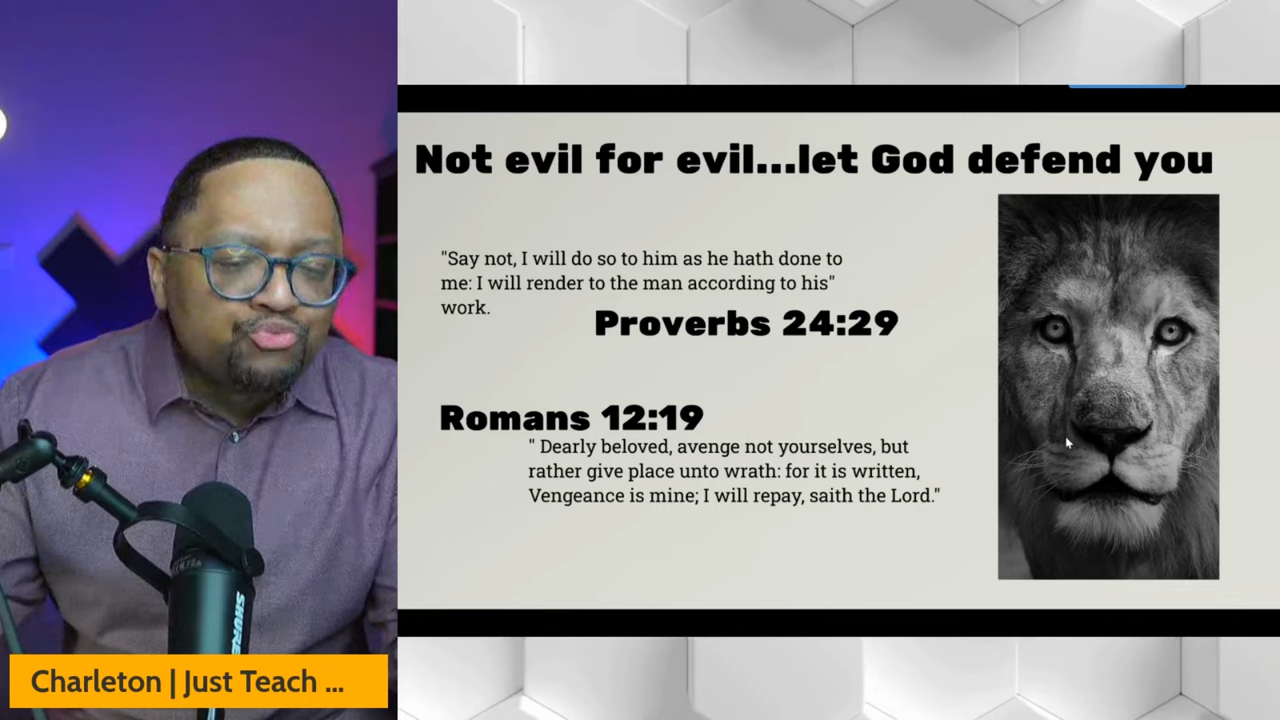 Not evil for evil...let God defend you
"Say not, I will do so to him as he hath done to
me: I will render to the man according to his"
work.
Proverbs 24:29
Romans 12:19
" Dearly beloved, avenge not yourselves, but
rather give place unto wrath: for it is written,
Vengeance is mine; I will repay, saith the Lord."
SHURE
Charleton | Just Teach ...